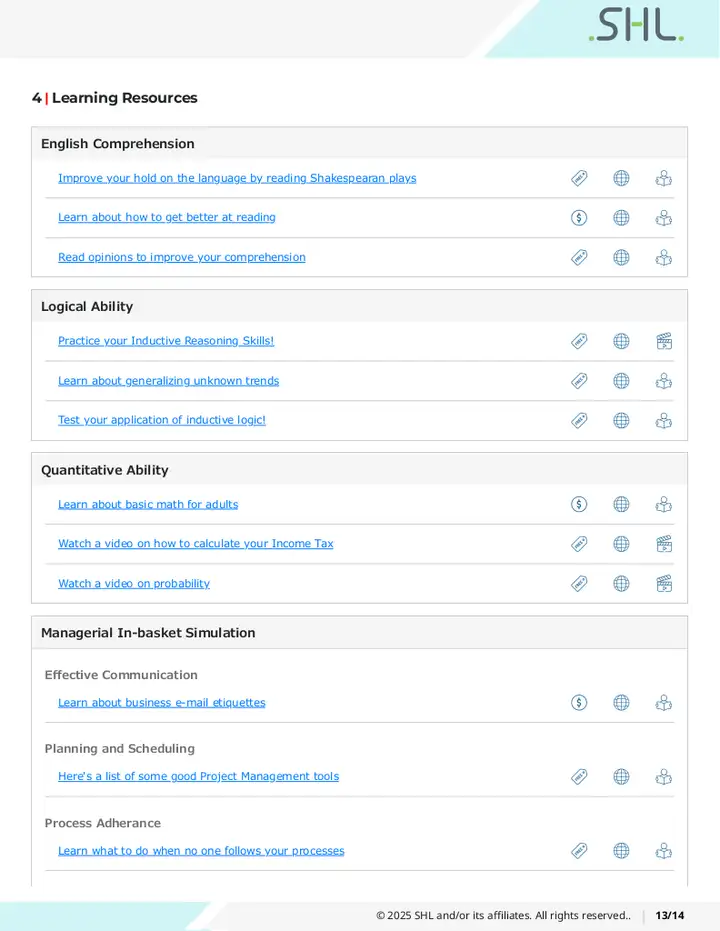 .SHL.
4 | Learning Resources
English Comprehension
Improve your hold on the language by reading Shakespearan plays
Learn about how to get better at reading
Read opinions to improve your comprehension
Logical Ability
Practice your Inductive Reasoning Skills!
Learn about generalizing unknown trends
Test your application of inductive logic!
Quantitative Ability
Learn about basic math for adults
Watch a video on how to calculate your Income Tax
Watch a video on probability
Managerial In-basket Simulation
Effective Communication
Learn about business e-mail etiquettes
Planning and Scheduling
Here's a list of some good Project Management tools
Process Adherance
Learn what to do when no one follows your processes
© 2025 SHL and/or its affiliates. All rights reserved.. | 13/14